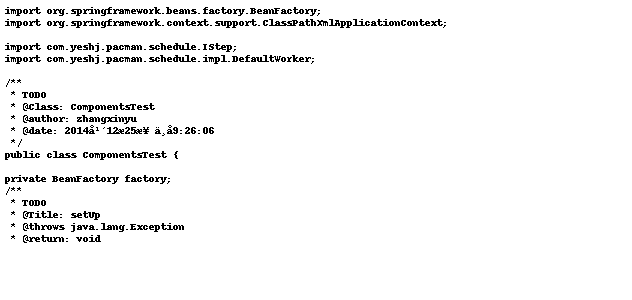 import org.springframework.beans.factory.BeanFactory;
import org.springframework.context.support.ClassPathXmlApplicationContext;
import com.yeshj.pacman.schedule.IStep;
import com.yeshj.pacman.schedule.impl.DefaultWorker;
/**
* TODO
* @Class: ComponentsTest
* @author: zhangxinyu
* @date: 2014å¹´12æ25æ¥ ä¸å9:26:06
*/
public class ComponentsTest {
private BeanFactory factory;
/**
* TODO
* @Title: setUp
* @throws java.lang.Exception
* @return: void